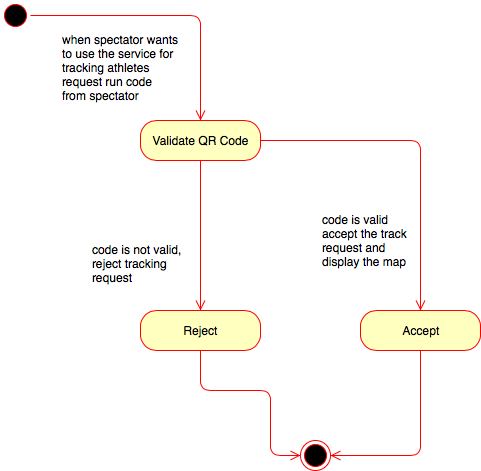 when spectator wants
to use the service for
tracking athletes
request run code
from spectator
Validate QR Code
code is not valid,
reject tracking
request
code is valid
accept the track
request and
display the map
Reject
Accept